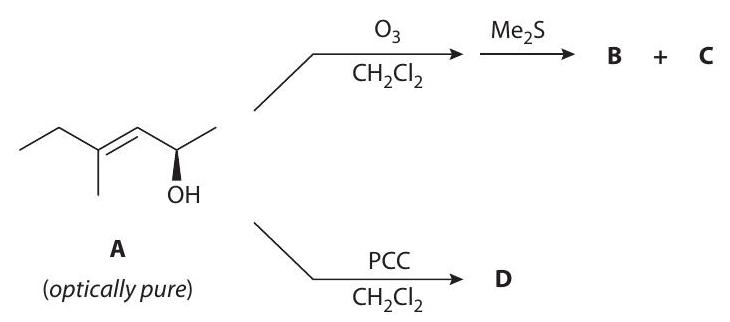 O₃
CH₂Cl₂
Me₂S
B + C
OH
A
(optically pure)
PCC
CH₂Cl₂
D